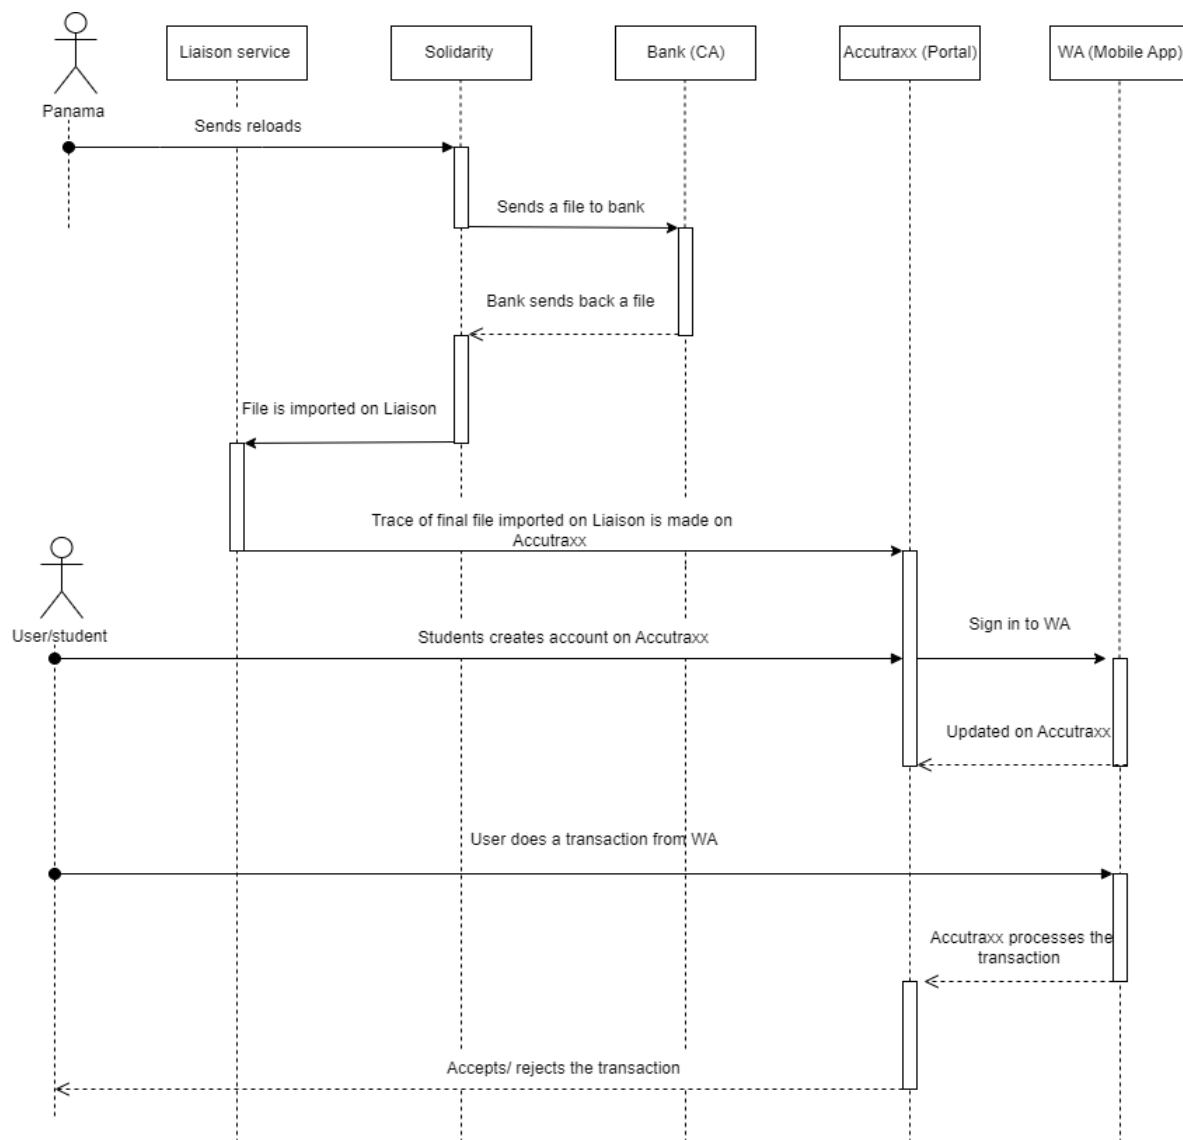 Liaison service
Solidarity
Bank (CA)
Accutraxx (Portal)
WA (Mobile App)
Panama
Sends reloads
Sends a file to bank
Bank sends back a file
File is imported on Liaison
Trace of final file imported on Liaison is made on
Accutraxx
User/student
Students creates account on Accutraxx
Sign in to WA
Updated on Accutraxx
User does a transaction from WA
Accutraxx processes the
transaction
Accepts/ rejects the transaction